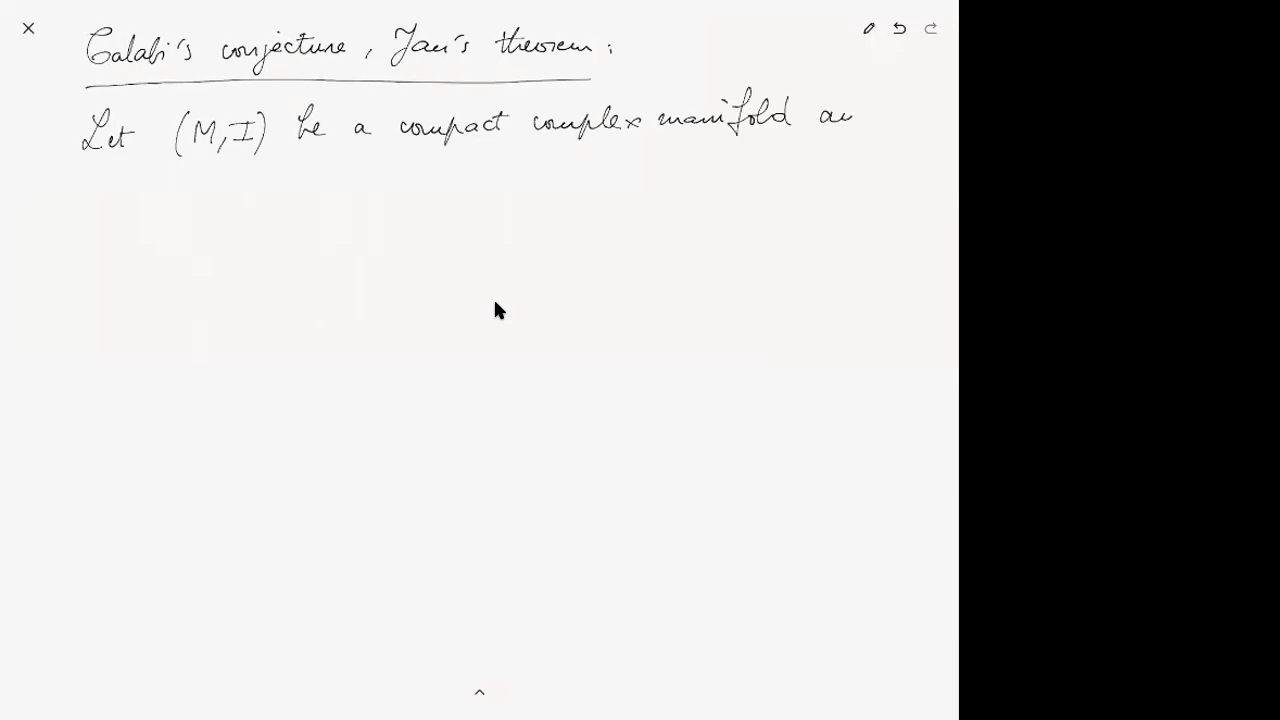 Calabi's conjecture, Yau's theorem:
Let (M,I) be a compact complex manifold an